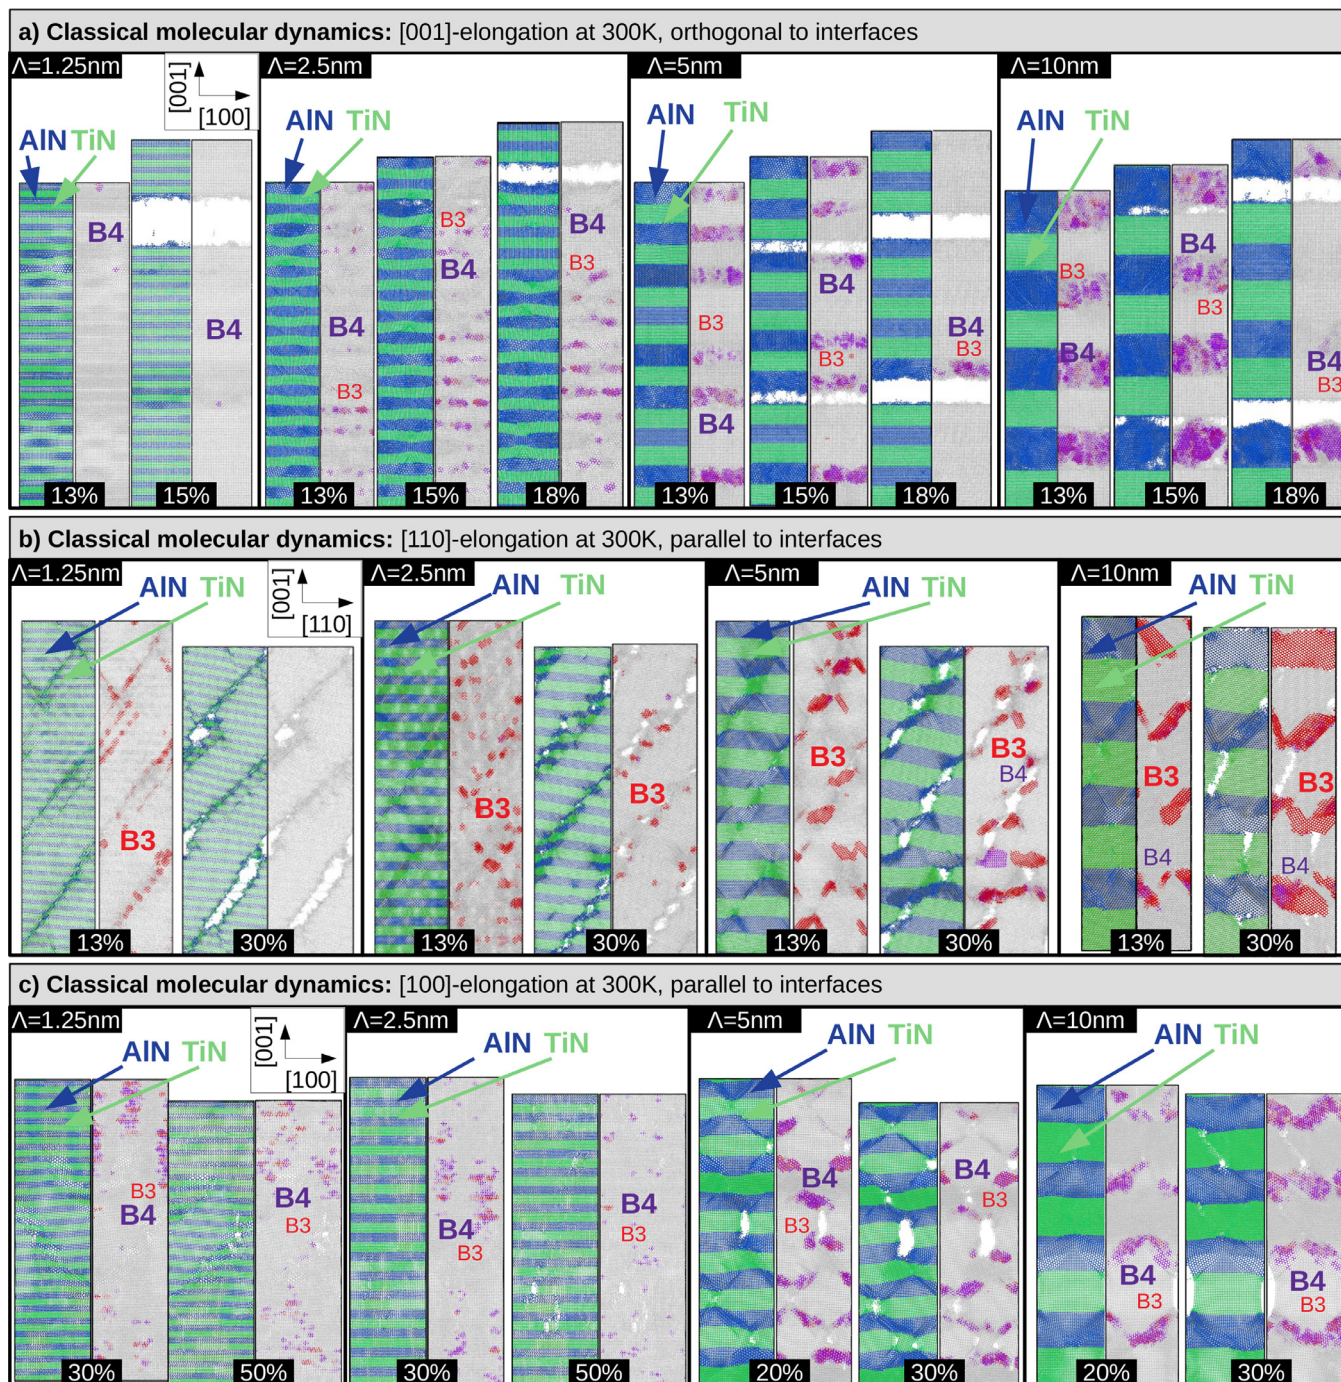 a) Classical molecular dynamics: [001]-elongation at 300K, orthogonal to interfaces
Λ=1.25nm
[001]
[100]
AlN TiN
B4
B4
13%
15%
Λ=2.5nm
AlN TiN
B3
B4
B4
B3
B4
B3
13%
15%
18%
Λ=5nm
AlN TiN
B3
B4
B4
B3
B4
B3
13%
15%
18%
Λ=10nm
AlN TiN
B3
B4
B4
B3
B4
B3
13%
15%
18%
b) Classical molecular dynamics: [110]-elongation at 300K, parallel to interfaces
Λ=1.25nm
[001]
[110]
AlN TiN
B3
13%
30%
Λ=2.5nm
AlN TiN
B3
B3
13%
30%
Λ=5nm
AlN TiN
B3
B3
B4
13%
30%
Λ=10nm
AlN TiN
B3
B4
B3
B4
13%
30%
c) Classical molecular dynamics: [100]-elongation at 300K, parallel to interfaces
Λ=1.25nm
[001]
[100]
AlN TiN
B3
B4
B4
B3
30%
50%
Λ=2.5nm
AlN TiN
B4
B3
B4
B3
30%
50%
Λ=5nm
AlN TiN
B4
B3
B4
B3
20%
30%
Λ=10nm
AlN TiN
B4
B3
B4
B3
20%
30%